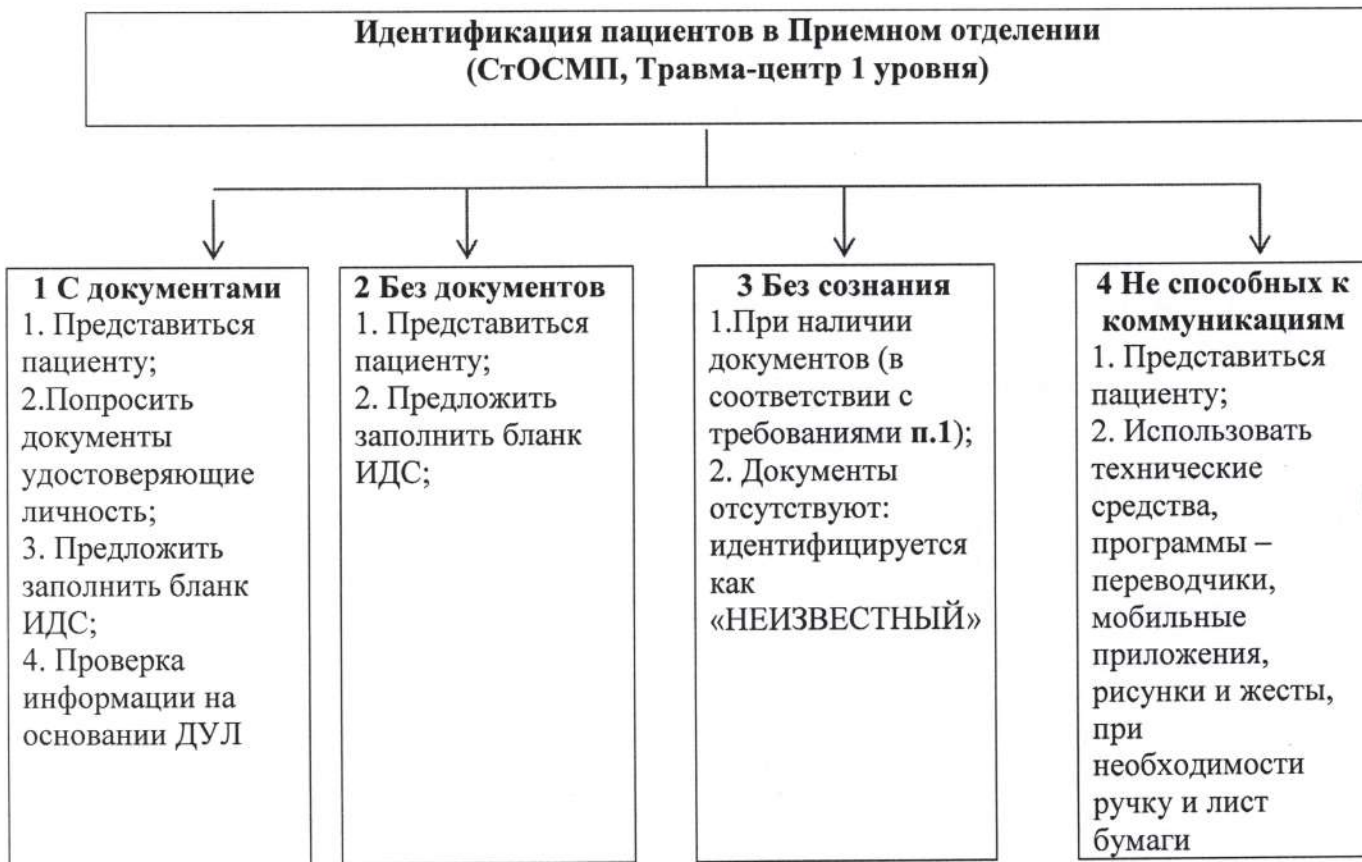 Идентификация пациентов в Приемном отделении
(СтОСМП, Травма-центр 1 уровня)
1 С документами
1. Представиться
пациенту;
2.Попросить
документы
удостоверяющие
личность;
3. Предложить
заполнить бланк
ИДС;
4. Проверка
информации на
основании ДУЛ
2 Без документов
1. Представиться
пациенту;
2. Предложить
заполнить бланк
ИДС;
3 Без сознания
1.При наличии
документов (в
соответствии с
требованиями п.1);
2. Документы
отсутствуют:
идентифицируется
как
«НЕИЗВЕСТНЫЙ»
4 Не способных к
коммуникациям
1. Представиться
пациенту;
2. Использовать
технические
средства,
программы –
переводчики,
мобильные
приложения,
рисунки и жесты,
при
необходимости
ручку и лист
бумаги